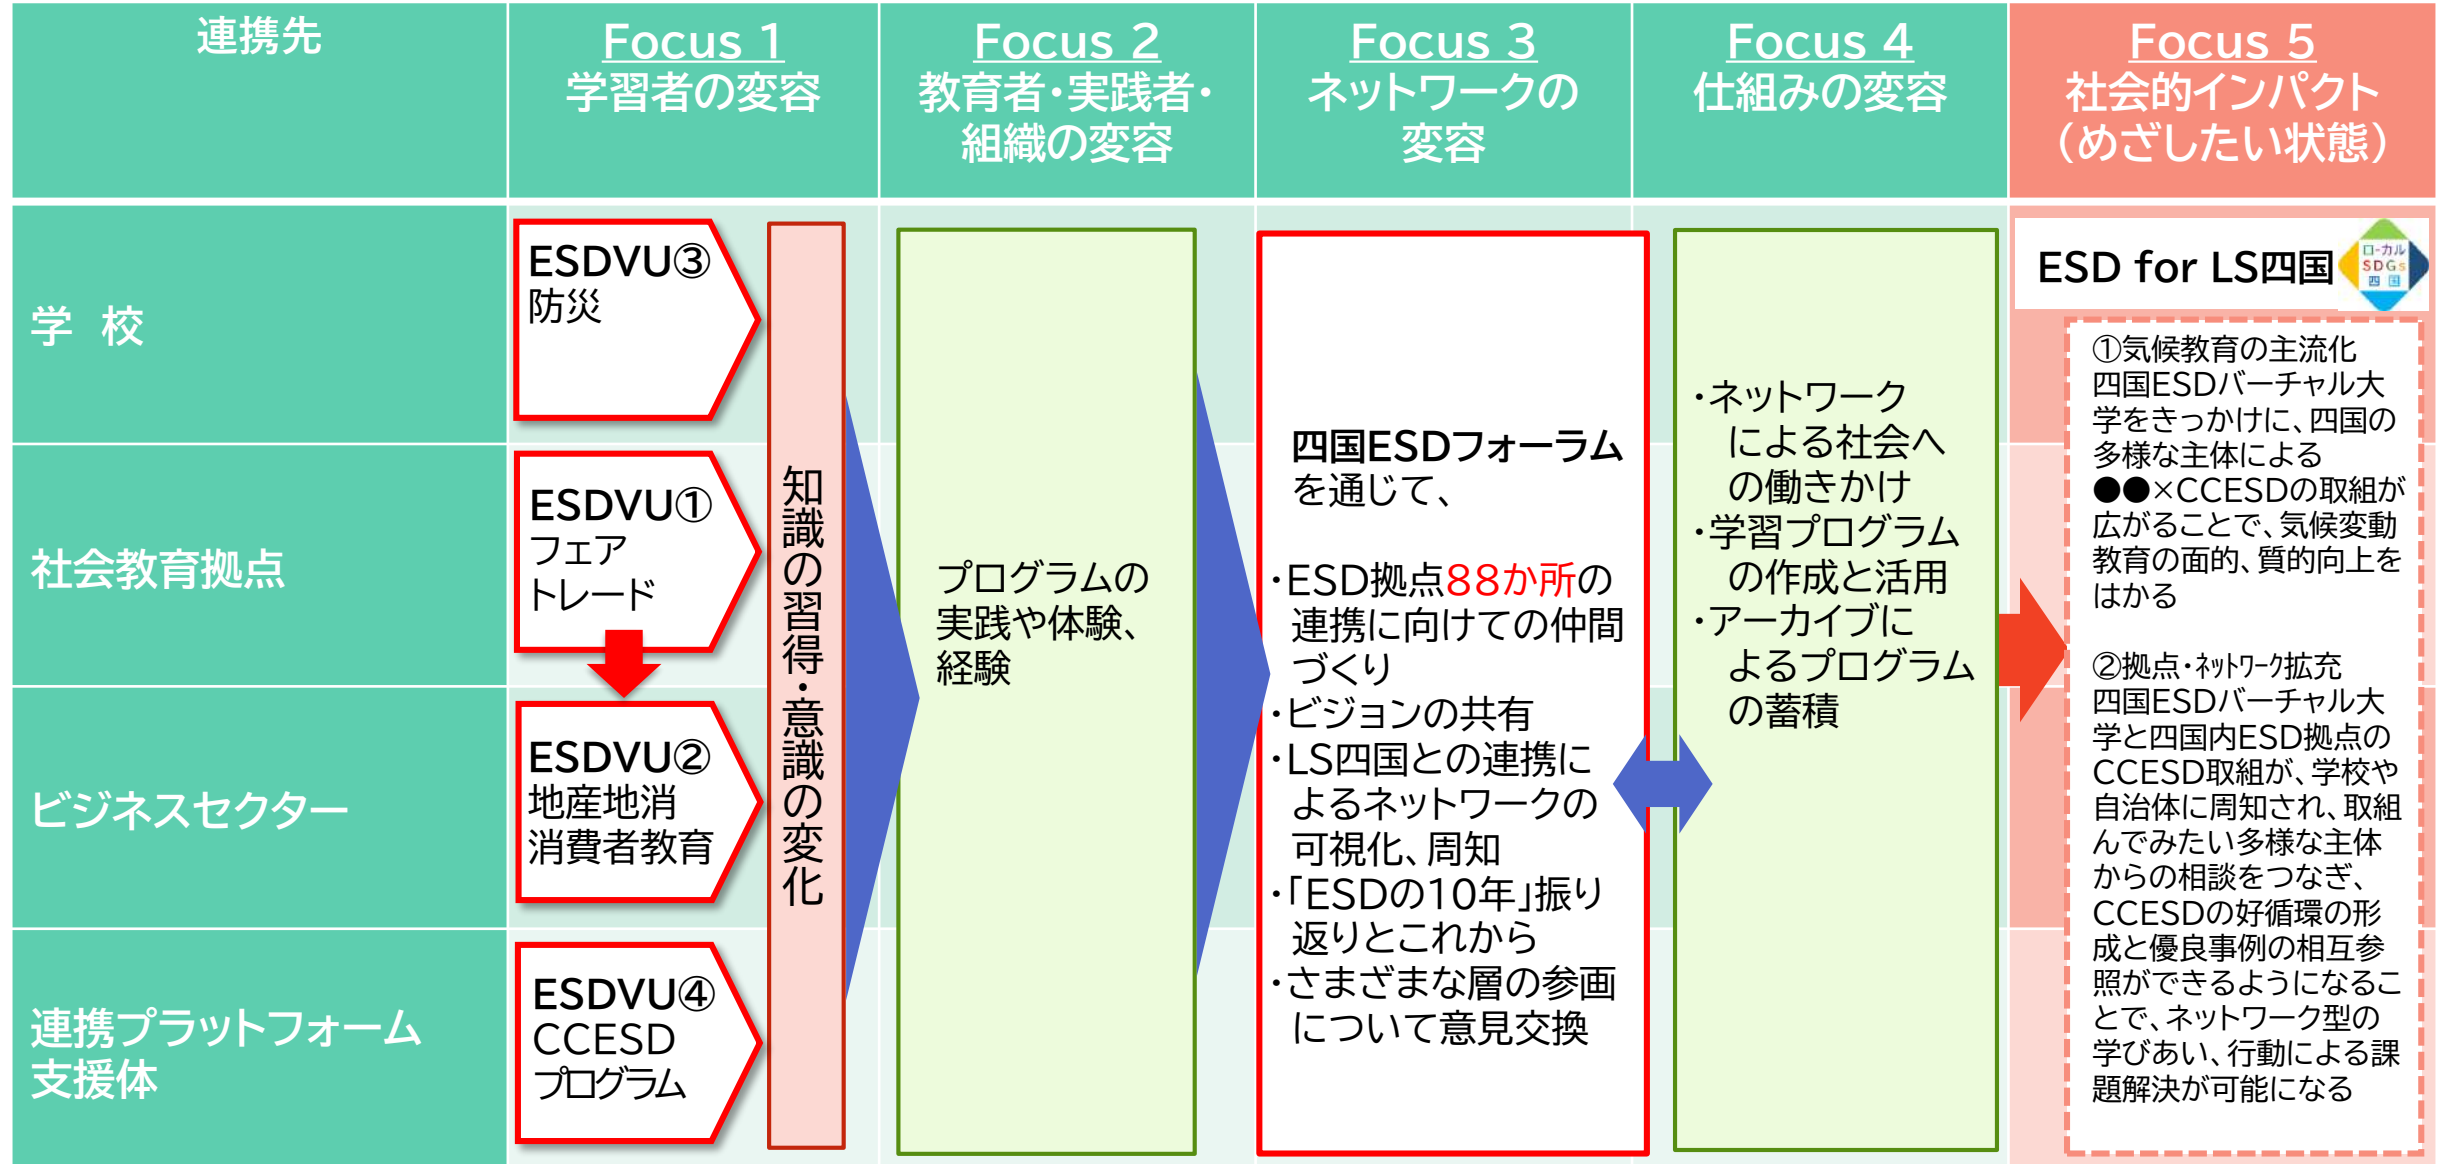 連携先
Focus 1
学習者の変容
Focus 2
教育者・実践者・
組織の変容
Focus 3
ネットワークの
変容
Focus 4
仕組みの変容
Focus 5
社会的インパクト
（めざしたい状態）
学 校
社会教育拠点
ビジネスセクター
連携プラットフォーム
支援体
ESDVU③
防災
ESDVU①
フェア
トレード
ESDVU②
地産地消
消費者教育
ESDVU④
CCESD
プログラム
知識の習得・意識の変化
プログラムの
実践や体験、
経験
四国ESDフォーラム
を通じて、
・ESD拠点88か所の
連携に向けての仲間
づくり
・ビジョンの共有
・LS四国との連携に
よるネットワークの
可視化、周知
・「ESDの10年」振り
返りとこれから
・さまざまな層の参画
について意見交換
・ネットワーク
による社会へ
の働きかけ
・学習プログラム
の作成と活用
・アーカイブに
よるプログラム
の蓄積
ESD for LS四国
ローカル
SDGs
四国
①気候教育の主流化
四国ESDバーチャル大
学をきっかけに、四国の
多様な主体による
●●×CCESDの取組が
広がることで、気候変動
教育の面的、質的向上を
はかる
②拠点・ﾈｯﾄﾜｰｸ拡充
四国ESDバーチャル大
学と四国内ESD拠点の
CCESD取組が、学校や
自治体に周知され、取組
んでみたい多様な主体
からの相談をつなぎ、
CCESDの好循環の形
成と優良事例の相互参
照ができるようになるこ
とで、ネットワーク型の
学びあい、行動による課
題解決が可能になる